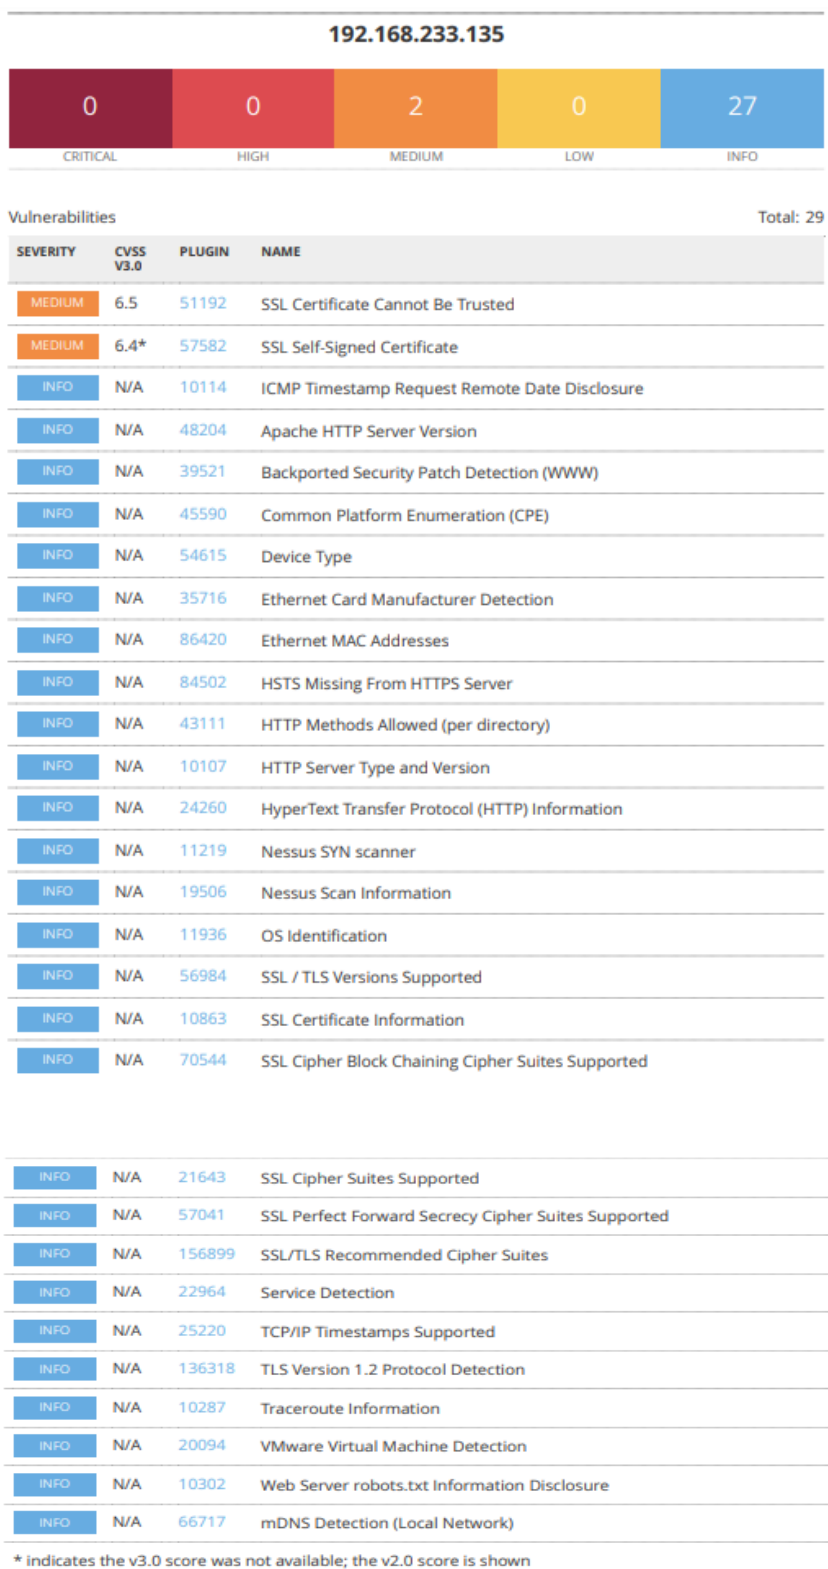 192.168.233.135
0 0 2 0 27
CRITICAL HIGH MEDIUM LOW INFO
Vulnerabilities Total: 29
SEVERITY CVSS V3.0 PLUGIN NAME
MEDIUM 6.5 51192 SSL Certificate Cannot Be Trusted
MEDIUM 6.4* 57582 SSL Self-Signed Certificate
INFO N/A 10114 ICMP Timestamp Request Remote Date Disclosure
INFO N/A 48204 Apache HTTP Server Version
INFO N/A 39521 Backported Security Patch Detection (WWW)
INFO N/A 45590 Common Platform Enumeration (CPE)
INFO N/A 54615 Device Type
INFO N/A 35716 Ethernet Card Manufacturer Detection
INFO N/A 86420 Ethernet MAC Addresses
INFO N/A 84502 HSTS Missing From HTTPS Server
INFO N/A 43111 HTTP Methods Allowed (per directory)
INFO N/A 10107 HTTP Server Type and Version
INFO N/A 24260 HyperText Transfer Protocol (HTTP) Information
INFO N/A 11219 Nessus SYN scanner
INFO N/A 19506 Nessus Scan Information
INFO N/A 11936 OS Identification
INFO N/A 56984 SSL / TLS Versions Supported
INFO N/A 10863 SSL Certificate Information
INFO N/A 70544 SSL Cipher Block Chaining Cipher Suites Supported
INFO N/A 21643 SSL Cipher Suites Supported
INFO N/A 57041 SSL Perfect Forward Secrecy Cipher Suites Supported
INFO N/A 156899 SSL/TLS Recommended Cipher Suites
INFO N/A 22964 Service Detection
INFO N/A 25220 TCP/IP Timestamps Supported
INFO N/A 136318 TLS Version 1.2 Protocol Detection
INFO N/A 10287 Traceroute Information
INFO N/A 20094 VMware Virtual Machine Detection
INFO N/A 10302 Web Server robots.txt Information Disclosure
INFO N/A 66717 mDNS Detection (Local Network)
* indicates the v3.0 score was not available; the v2.0 score is shown